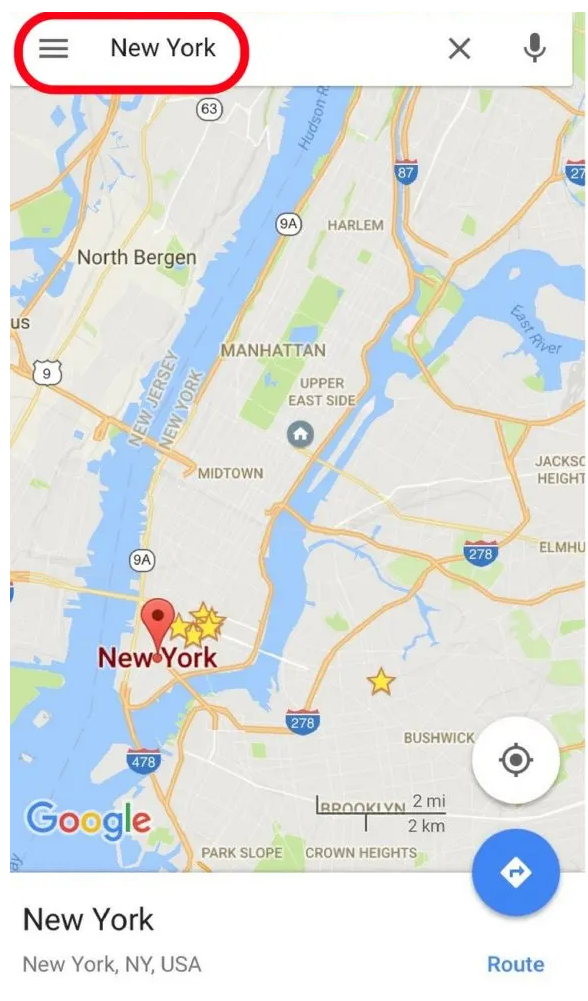 New York
63
Hudson R
87
27
9A
HARLEM
North Bergen
East River
us
MANHATTAN
9
NEW JERSEY
NEW YORK
UPPER
EAST SIDE
MIDTOWN
JACKSO
HEIGHT
278
ELMHU
9A
New York
278
BUSHWICK
478
BROOKLYN
2 mi
2 km
Google
ay
PARK SLOPE
CROWN HEIGHTS
New York
New York, NY, USA
Route